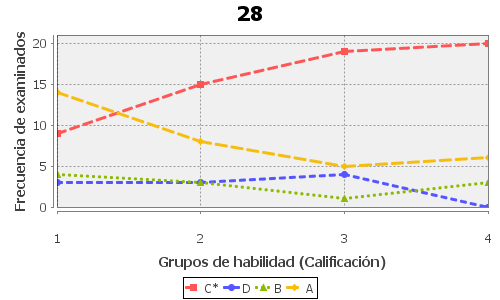 28
Frecuencia de examinados
20
15
10
5
0
1 2 3 4
Grupos de habilidad (Calificación)
C* D B A